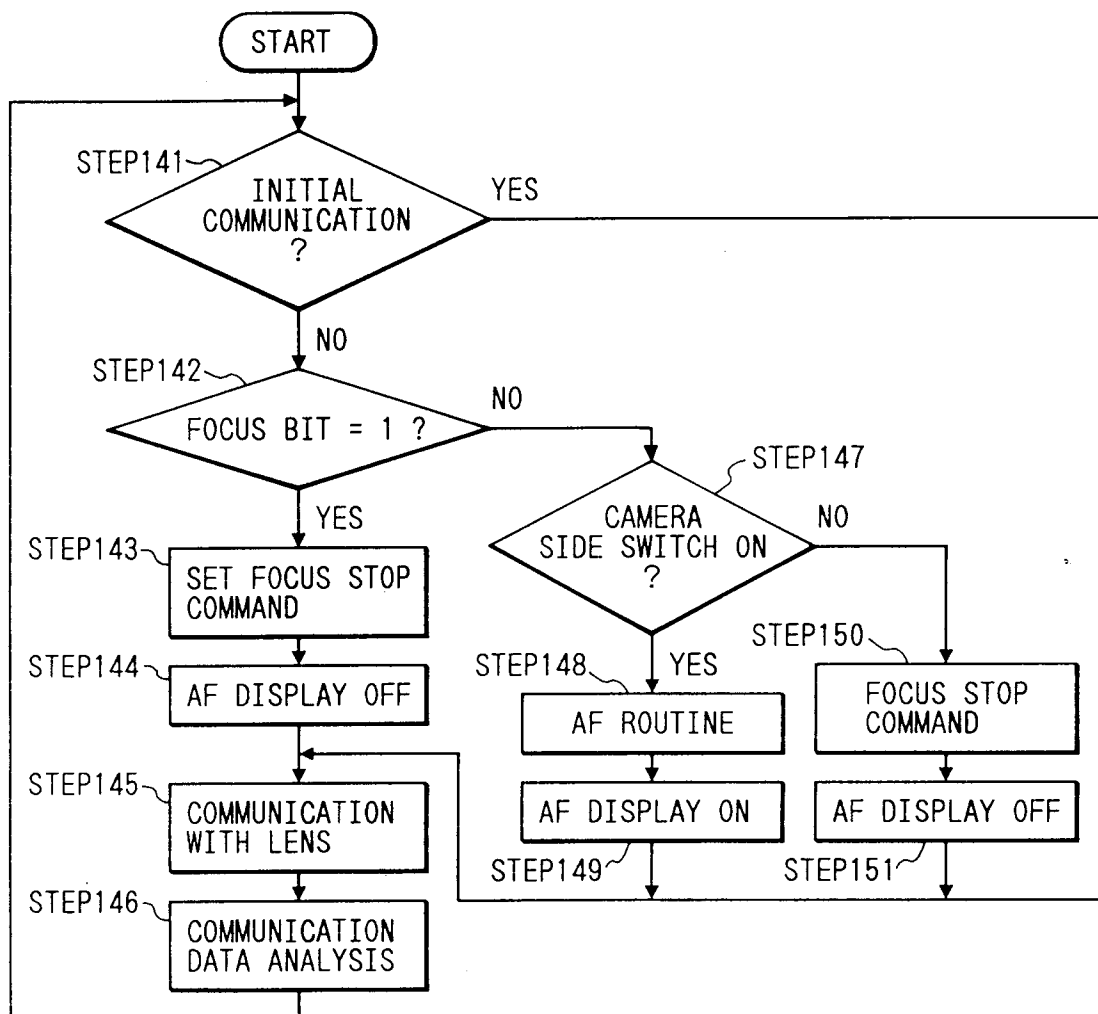 START
STEP141
INITIAL
COMMUNICATION
?
YES
NO
STEP142
FOCUS BIT = 1 ?
NO
YES
STEP147
CAMERA
SIDE SWITCH ON
?
NO
YES
STEP143
SET FOCUS STOP
COMMAND
STEP144
AF DISPLAY OFF
STEP148
AF ROUTINE
STEP150
FOCUS STOP
COMMAND
STEP145
COMMUNICATION
WITH LENS
AF DISPLAY ON
STEP149
AF DISPLAY OFF
STEP151
STEP146
COMMUNICATION
DATA ANALYSIS